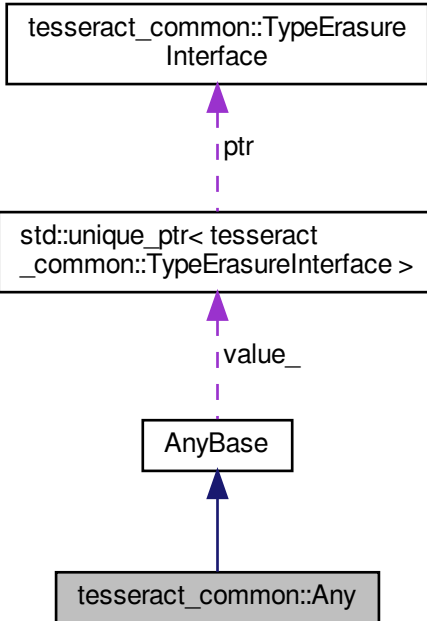 tesseract_common::TypeErasure
Interface
ptr
std::unique_ptr< tesseract
_common::TypeErasureInterface >
value_
AnyBase
tesseract_common::Any